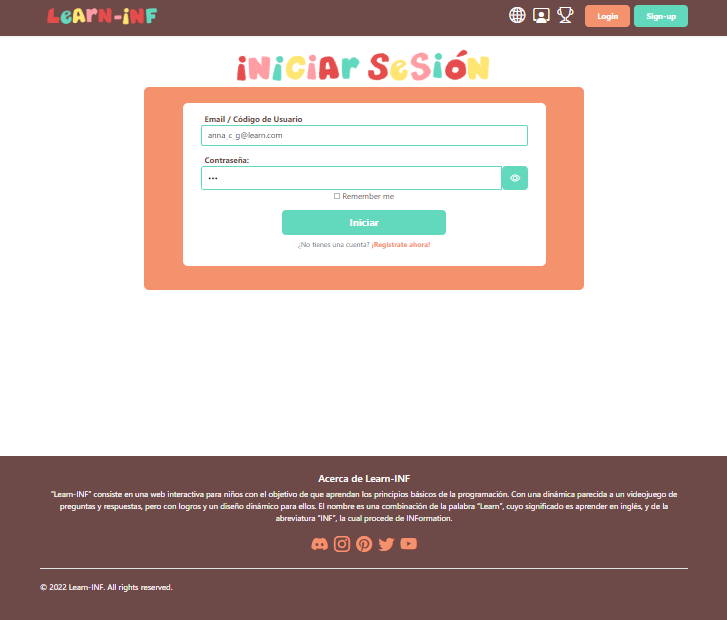 LeArN-iNF
Login
Sign-up
iNiCiAr SeSiÓN
Email / Código de Usuario
anna_c_g@learn.com
Contraseña:
Remember me
Iniciar
¿No tienes una cuenta? ¡Regístrate ahora!
Acerca de Learn-INF
"Learn-INF" consiste en una web interactiva para niños con el objetivo de que aprendan los principios básicos de la programación. Con una dinámica parecida a un videojuego de
preguntas y respuestas, pero con logros y un diseño dinámico para ellos. El nombre es una combinación de la palabra "Learn", cuyo significado es aprender en inglés, y de la
abreviatura "INF", la cual procede de INFormation.
© 2022 Learn-INF. All rights reserved.